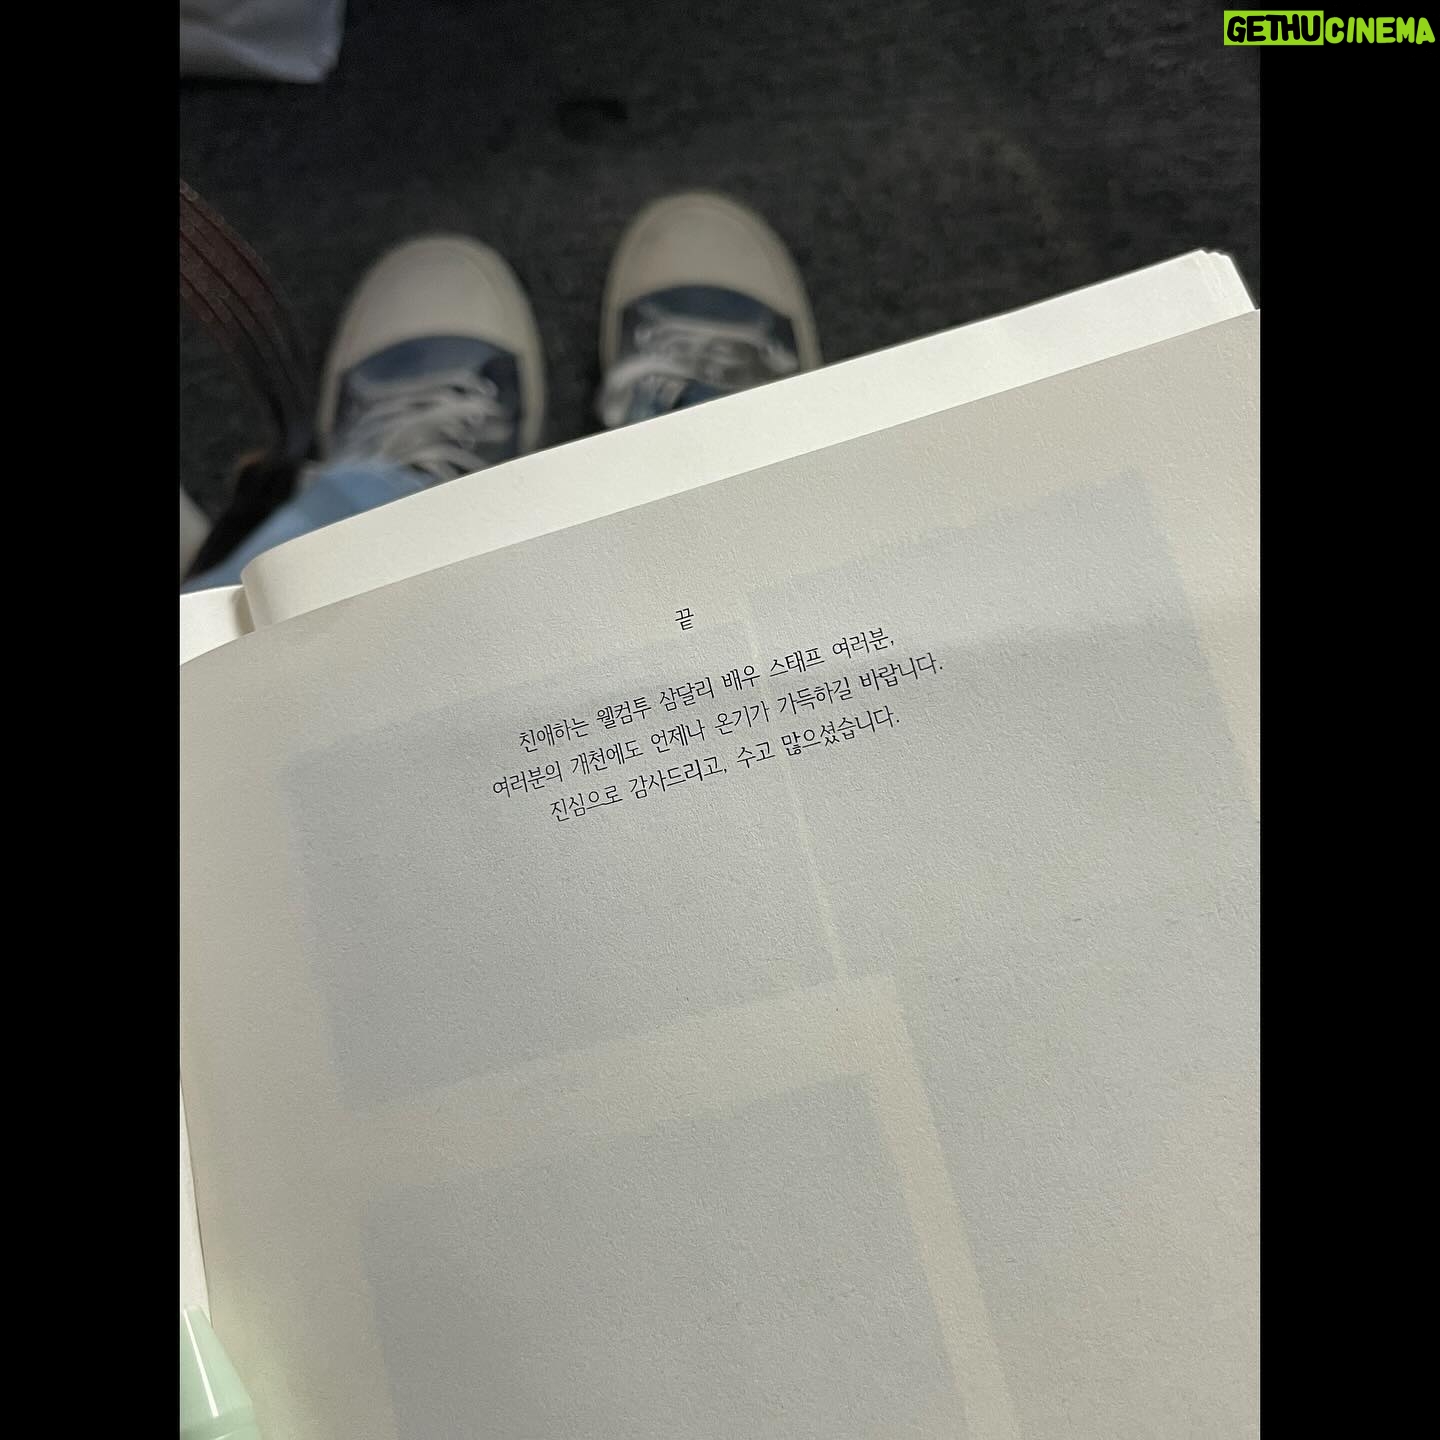 GETHUCINEMA
끝
친애하는 웰컴투 삼달리 배우 스태프 여러분,
여러분의 개천에도 언제나 온기가 가득하길 바랍니다.
진심으로 감사드리고, 수고 많으셨습니다.